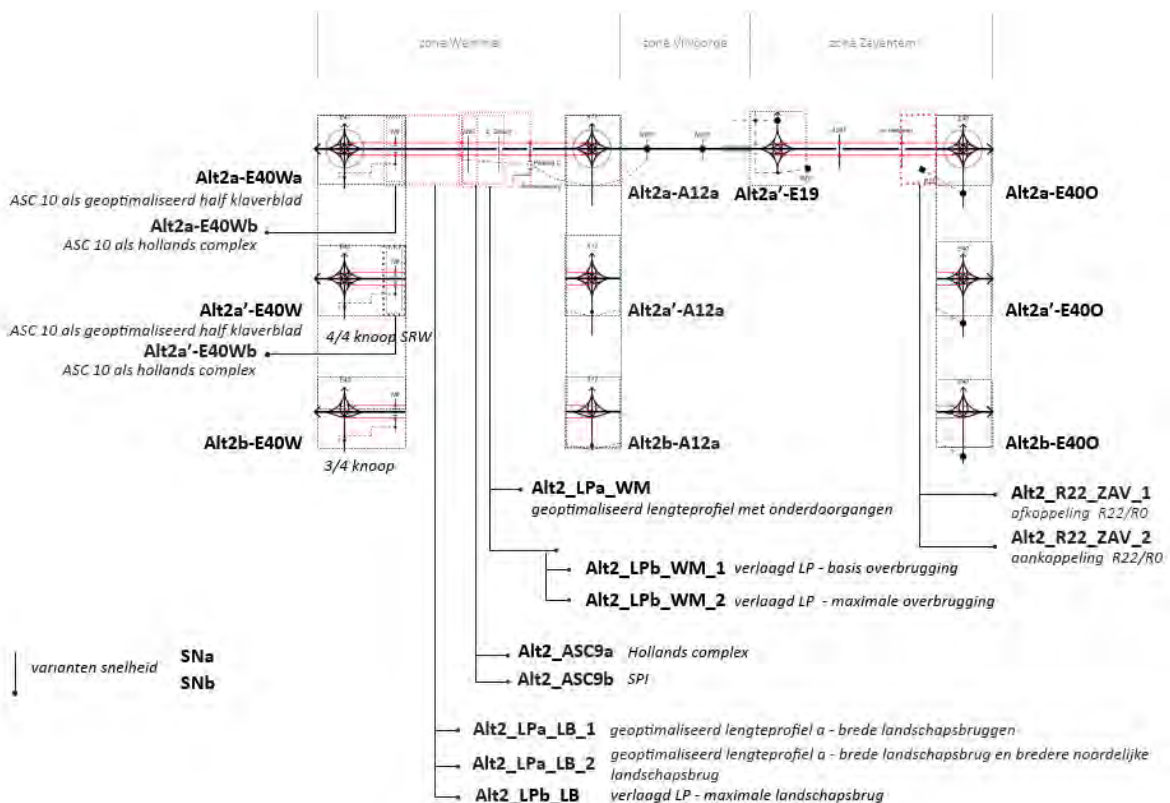 zone Wemmel
zone Vilvoorde
zone Zaventem
Alt2a-E40Wa
ASC 10 als geoptimaliseerd half klaverblad
Alt2a-E40Wb
ASC 10 als hollands complex
Alt2a-A12a
Alt2a'-E19
Alt2a-E40O
Alt2a'-E40W
ASC 10 als geoptimaliseerd half klaverblad
4/4 knoop SRW
Alt2a'-E40Wb
ASC 10 als hollands complex
Alt2a'-A12a
Alt2a'-E40O
Alt2b-E40W
3/4 knoop
Alt2b-A12a
Alt2b-E40O
Alt2_LPa_WM
geoptimaliseerd lengteprofiel met onderdoorgangen
Alt2_R22_ZAV_1
afkoppeling R22/R0
Alt2_R22_ZAV_2
aankoppeling R22/R0
Alt2_LPb_WM_1 verlaagd LP - basis overbrugging
Alt2_LPb_WM_2 verlaagd LP - maximale overbrugging
Alt2_ASC9a Hollands complex
Alt2_ASC9b SPI
varianten snelheid
SNa
SNb
Alt2_LPa_LB_1 geoptimaliseerd lengteprofiel a - brede landschapsbruggen
Alt2_LPa_LB_2 geoptimaliseerd lengteprofiel a - brede landschapsbrug en bredere noordelijke
landschapsbrug
Alt2_LPb_LB verlaagd LP - maximale landschapsbrug